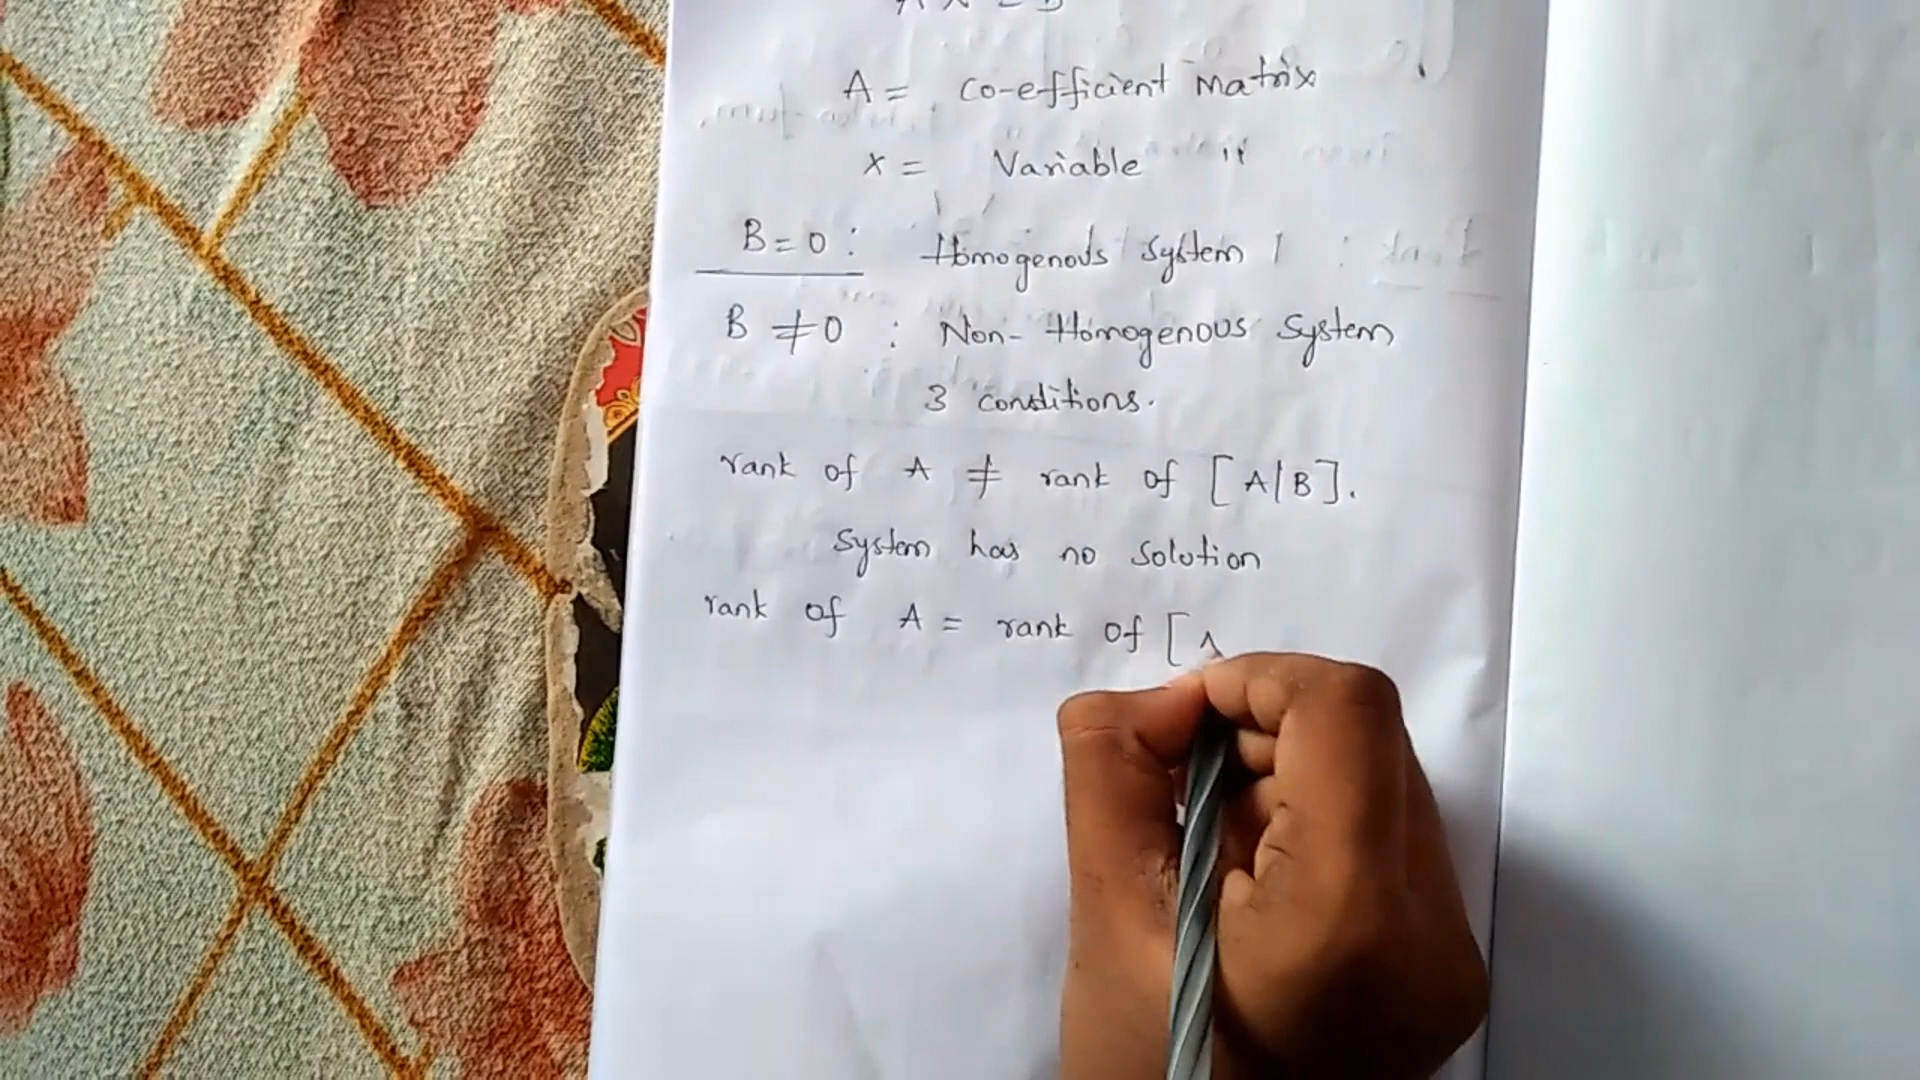 A X = B
A = Co-efficient Matrix
x = Variable "
B = 0 : Homogenous System
B ≠ 0 : Non- Homogenous System
3 conditions.
rank of A ≠ rank of [A/B].
System has no solution
rank of A = rank of [A